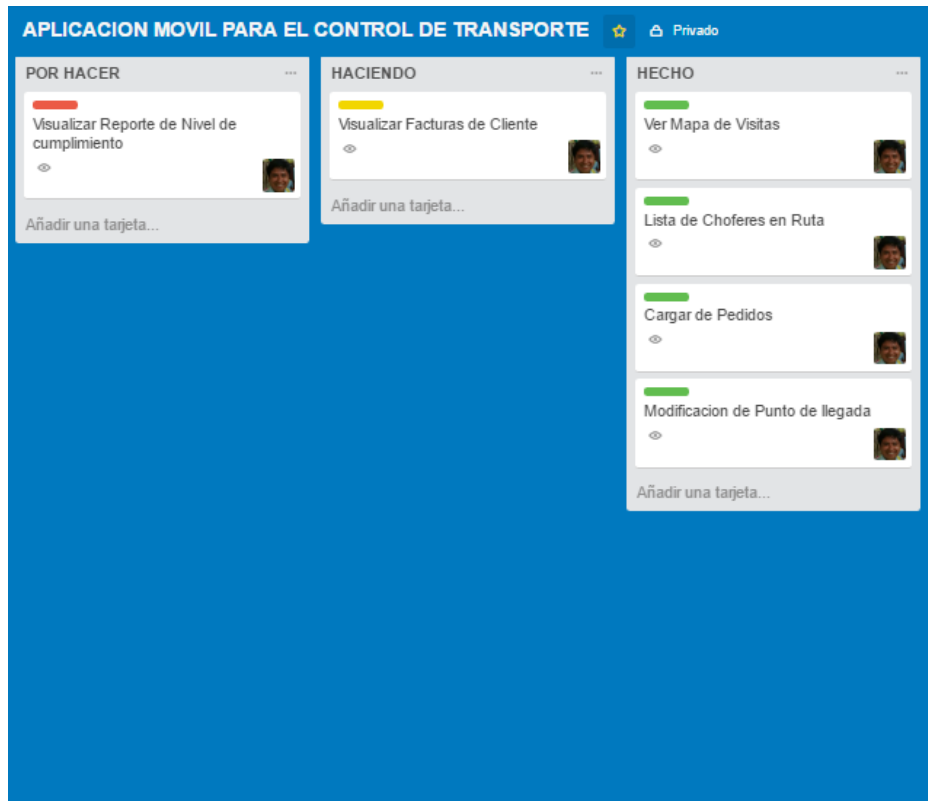 APLICACION MOVIL PARA EL CONTROL DE TRANSPORTE Privado
POR HACER
Visualizar Reporte de Nivel de
cumplimiento
Añadir una tarjeta...
HACIENDO
Visualizar Facturas de Cliente
Añadir una tarjeta...
HECHO
Ver Mapa de Visitas
Lista de Choferes en Ruta
Cargar de Pedidos
Modificacion de Punto de llegada
Añadir una tarjeta...